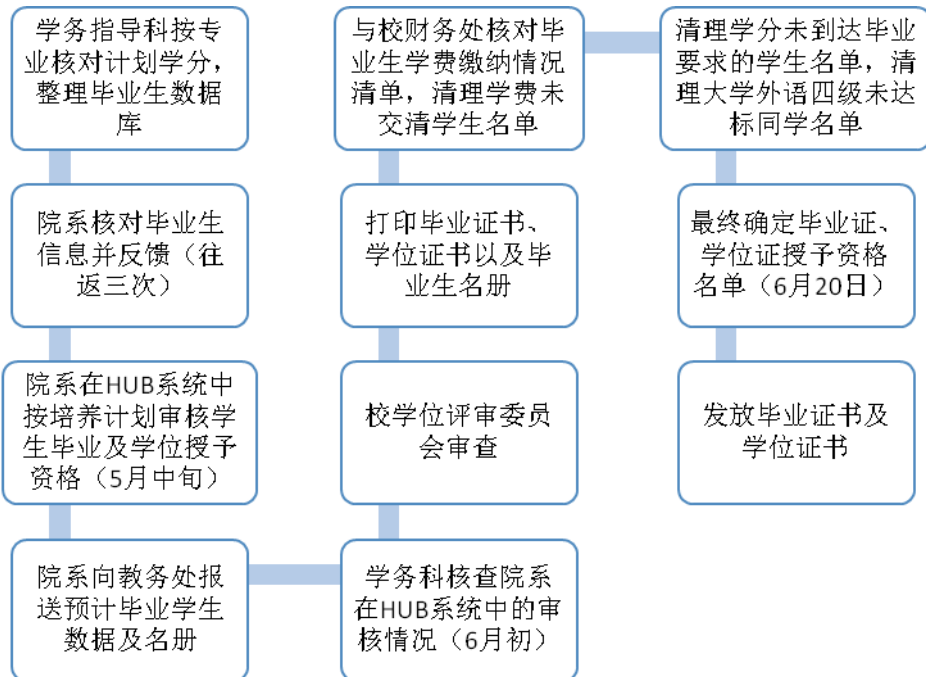 学务指导科按专
业核对计划学分，
整理毕业生数据
库
院系核对毕业生
信息并反馈（往
返三次）
院系在HUB系统中
按培养计划审核学
生毕业及学位授予
资格（5月中旬）
院系向教务处报
送预计毕业学生
数据及名册
学务科核查院系
在HUB系统中的审
核情况（6月初）
校学位评审委员
会审查
打印毕业证书、
学位证书以及毕
业生名册
与校财务处核对毕
业生学费缴纳情况
清单，清理学费未
交清学生名单
清理学分未到达毕业
要求的学生名单，清
理大学外语四级未达
标同学名单
最终确定毕业证、
学位证授予资格
名单（6月20日）
发放毕业证书及
学位证书